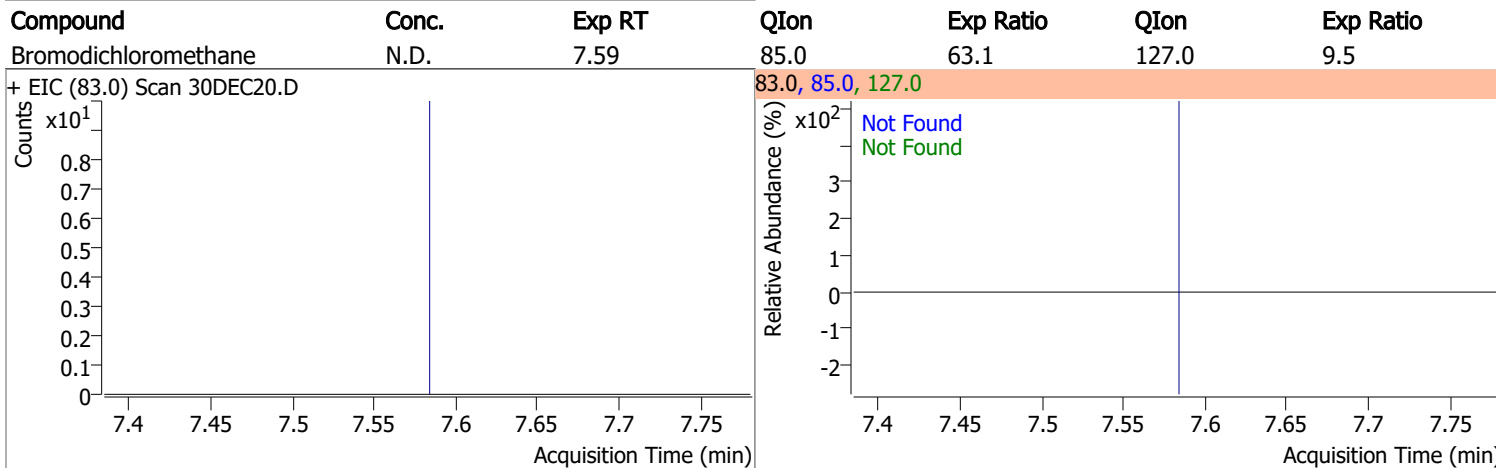 Compound Conc. Exp RT QIon Exp Ratio QIon Exp Ratio
Bromodichloromethane N.D. 7.59 85.0 63.1 127.0 9.5
+ EIC (83.0) Scan 30DEC20.D
Counts
x10¹
0.8
0.7
0.6
0.5
0.4
0.3
0.2
0.1
0
7.4 7.45 7.5 7.55 7.6 7.65 7.7 7.75
Acquisition Time (min)
83.0, 85.0, 127.0
Relative Abundance (%)
x10²
Not Found
Not Found
3
2
1
0
-1
-2
7.4 7.45 7.5 7.55 7.6 7.65 7.7 7.75
Acquisition Time (min)